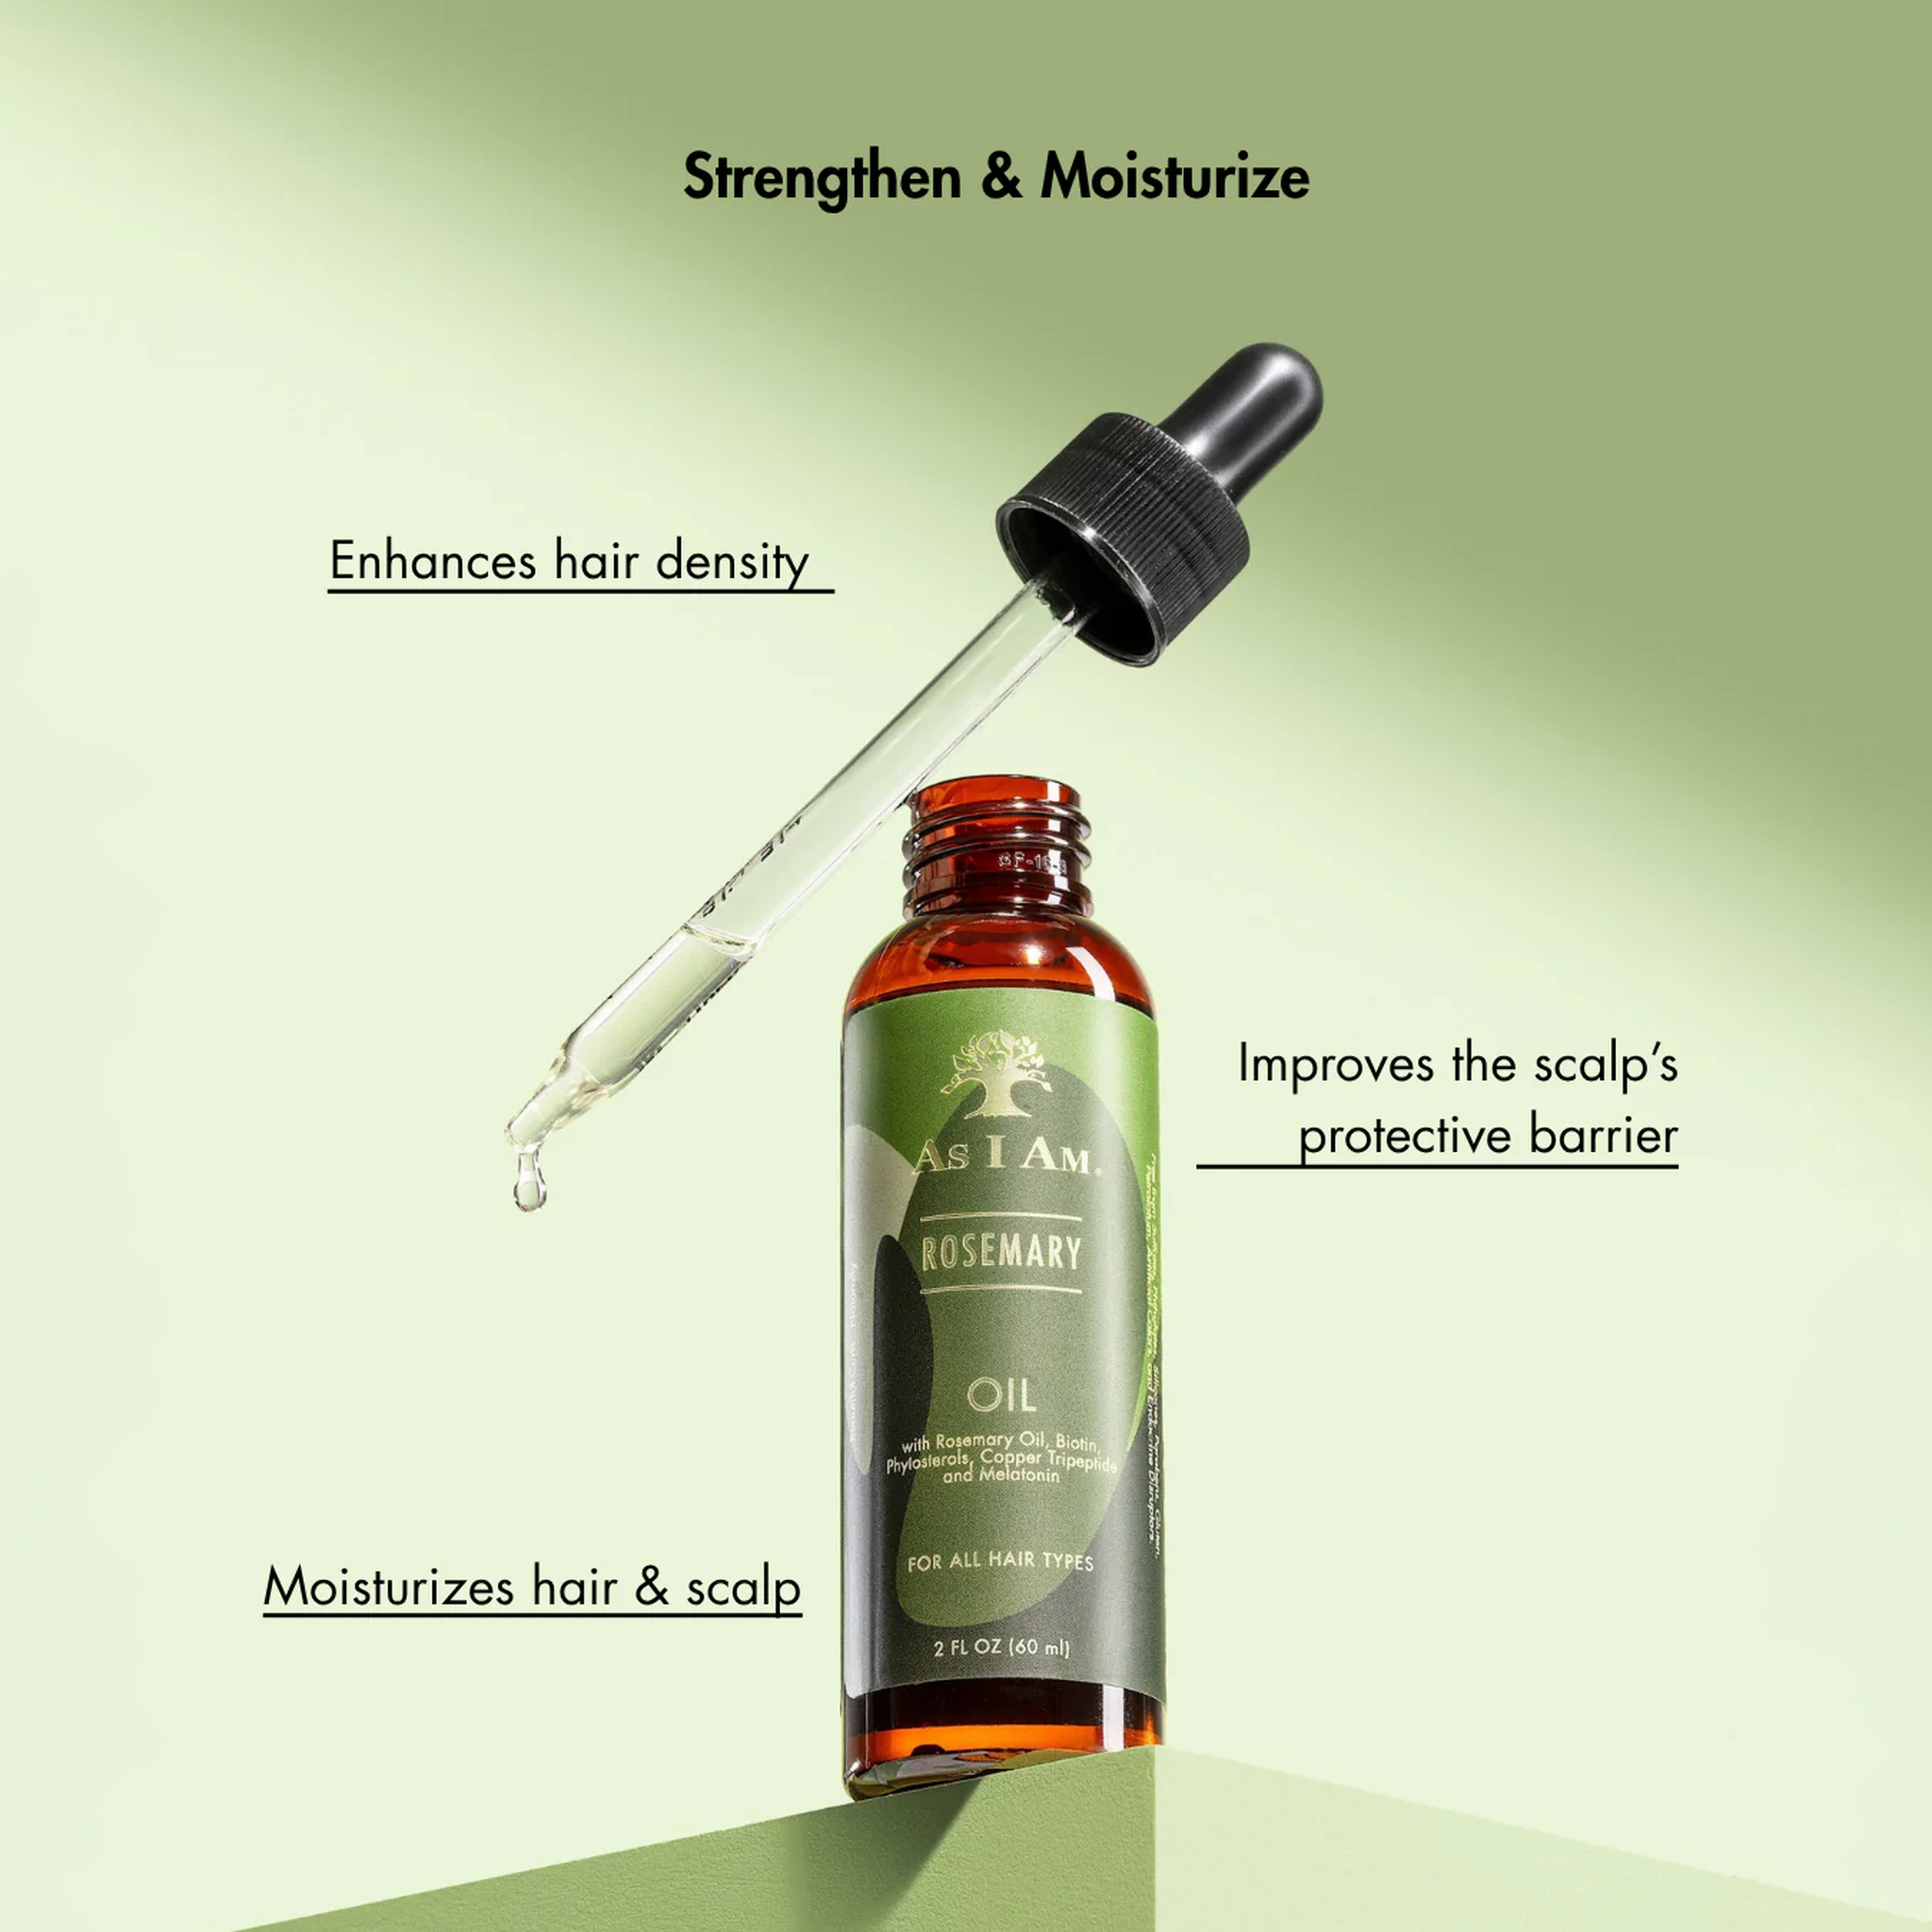 Strengthen & Moisturize
Enhances hair density
Improves the scalp’s
protective barrier
Moisturizes hair & scalp
AS I AM.
ROSEMARY
OIL
with Rosemary Oil, Biotin,
Phytosterols, Copper Tripeptide
and Melatonin
FOR ALL HAIR TYPES
2 FL OZ (60 ml)